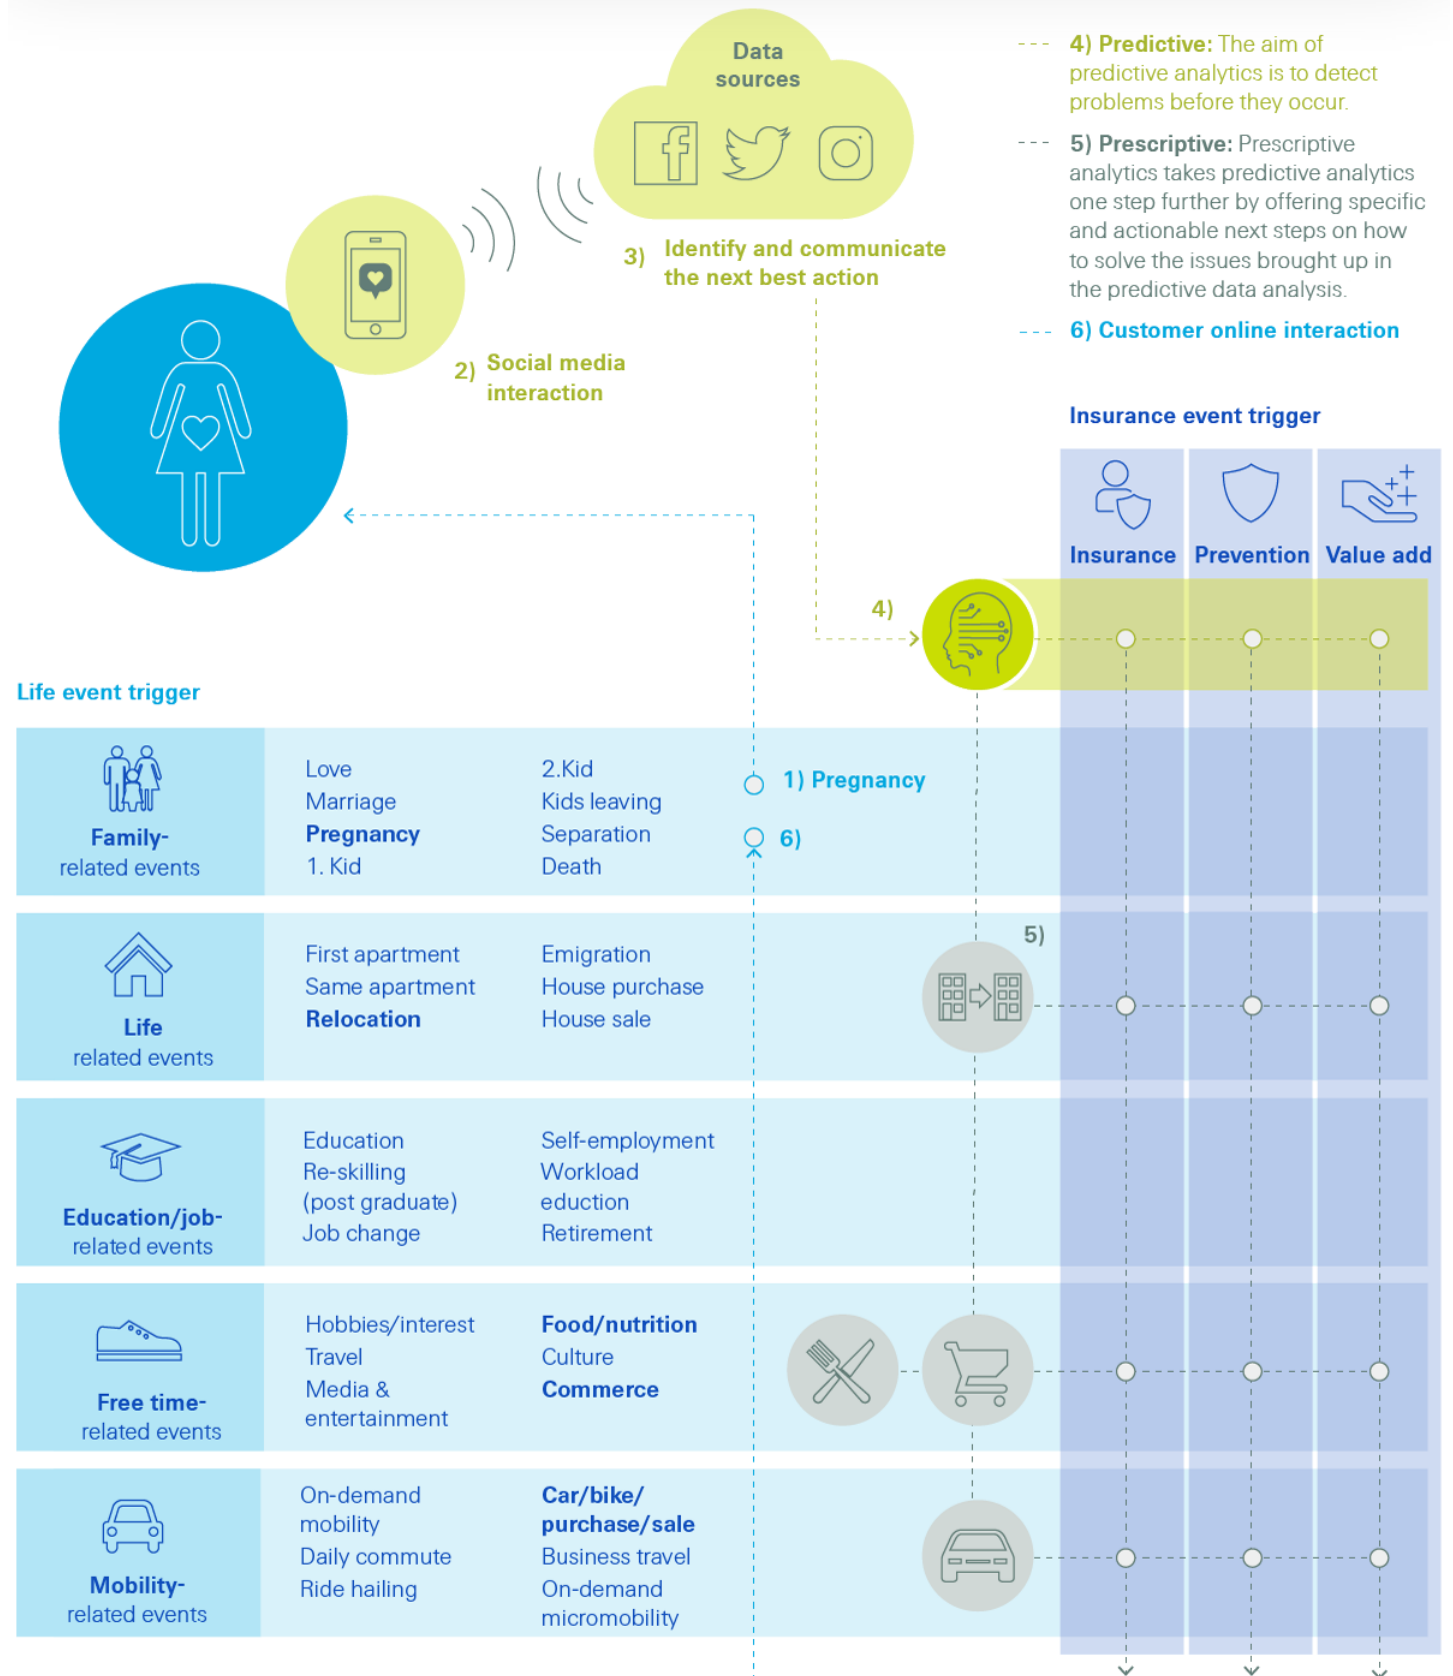 Data
sources
3) Identify and communicate
the next best action
2) Social media
interaction
4) Predictive: The aim of
predictive analytics is to detect
problems before they occur.
5) Prescriptive: Prescriptive
analytics takes predictive analytics
one step further by offering specific
and actionable next steps on how
to solve the issues brought up in
the predictive data analysis.
6) Customer online interaction
Insurance event trigger
Insurance
Prevention
Value add
4)
Life event trigger
Family-
related events
Love
Marriage
Pregnancy
1. Kid
2.Kid
Kids leaving
Separation
Death
1) Pregnancy
6)
Life
related events
First apartment
Same apartment
Relocation
Emigration
House purchase
House sale
5)
Education/job-
related events
Education
Re-skilling
(post graduate)
Job change
Self-employment
Workload
eduction
Retirement
Free time-
related events
Hobbies/interest
Travel
Media &
entertainment
Food/nutrition
Culture
Commerce
Mobility-
related events
On-demand
mobility
Daily commute
Ride hailing
Car/bike/
purchase/sale
Business travel
On-demand
micromobility